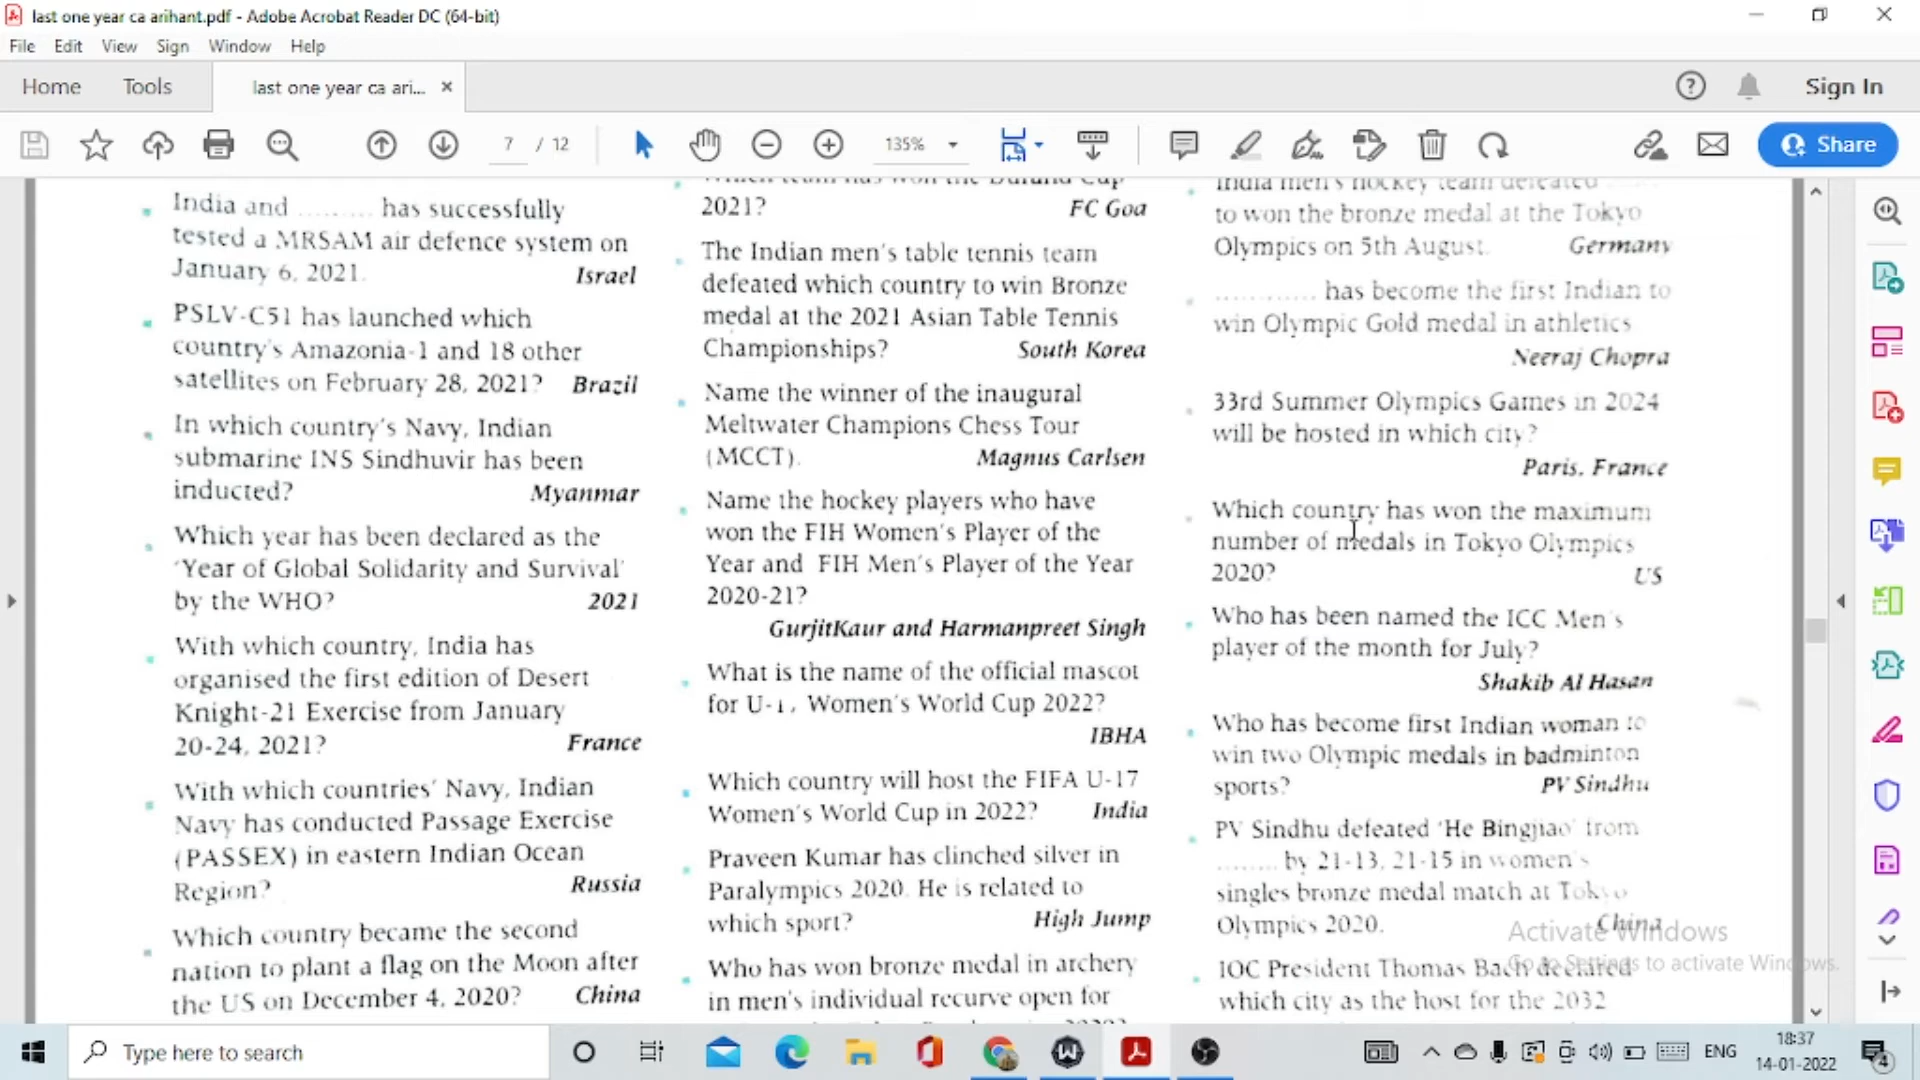 last one year ca arihant.pdf - Adobe Acrobat Reader DC (64-bit)
File Edit View Sign Window Help
Home Tools last one year ca ari... × Sign In
7 / 12 135% Share
India and ......... has successfully
tested a MRSAM air defence system on
January 6, 2021. Israel
PSLV-C51 has launched which
country's Amazonia-1 and 18 other
satellites on February 28, 2021? Brazil
In which country's Navy, Indian
submarine INS Sindhuvir has been
inducted? Myanmar
Which year has been declared as the
'Year of Global Solidarity and Survival'
by the WHO? 2021
With which country, India has
organised the first edition of Desert
Knight-21 Exercise from January
20-24, 2021? France
With which countries' Navy, Indian
Navy has conducted Passage Exercise
(PASSEX) in eastern Indian Ocean
Region? Russia
Which country became the second
nation to plant a flag on the Moon after
the US on December 4, 2020? China
Which team has won the Durand Cup
2021? FC Goa
The Indian men's table tennis team
defeated which country to win Bronze
medal at the 2021 Asian Table Tennis
Championships? South Korea
Name the winner of the inaugural
Meltwater Champions Chess Tour
(MCCT). Magnus Carlsen
Name the hockey players who have
won the FIH Women's Player of the
Year and FIH Men's Player of the Year
2020-21?
GurjitKaur and Harmanpreet Singh
What is the name of the official mascot
for Women's World Cup 2022?
IBHA
Which country will host the FIFA U-17
Women's World Cup in 2022? India
Praveen Kumar has clinched silver in
Paralympics 2020. He is related to
which sport? High Jump
Who has won bronze medal in archery
in men's individual recurve open for
India men's hockey team defeated
to won the bronze medal at the Tokyo
Olympics on 5th August. Germany
............ has become the first Indian to
win Olympic Gold medal in athletics
Neeraj Chopra
33rd Summer Olympics Games in 2024
will be hosted in which city?
Paris, France
Which country has won the maximum
number of medals in Tokyo Olympics
2020? US
Who has been named the ICC Men's
player of the month for July?
Shakib Al Hasan
Who has become first Indian woman to
win two Olympic medals in badminton
sports? PV Sindhu
PV Sindhu defeated 'He Bingjiao' from
........ by 21-13, 21-15 in women's
singles bronze medal match at Tokyo
Olympics 2020. China
IOC President Thomas Bach declared
which city as the host for the 2032
Activate Windows
Go to Settings to activate Windows.
Type here to search
ENG
18:37
14-01-2022
4